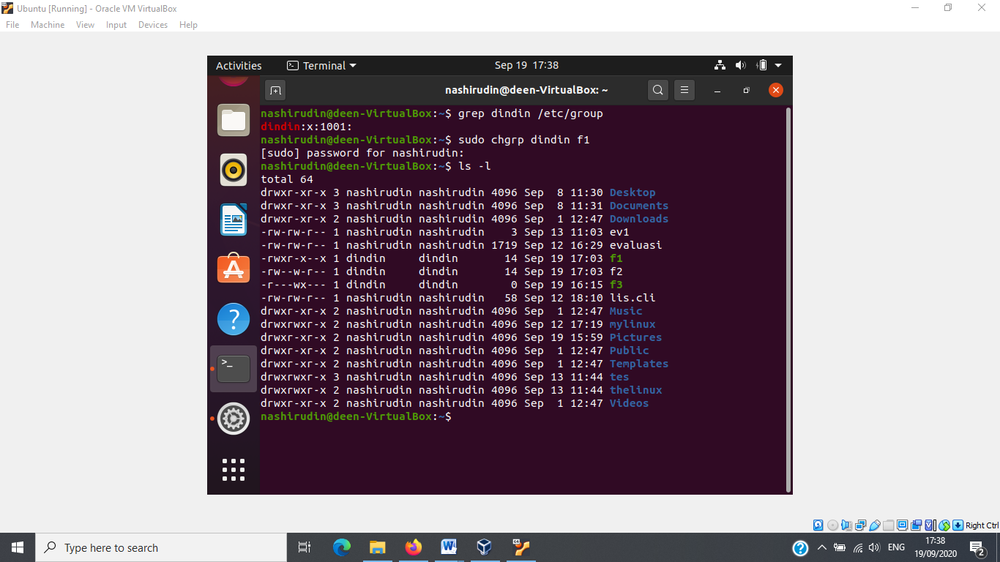 Ubuntu [Running] - Oracle VM VirtualBox
File Machine View Input Devices Help
Activities Terminal Sep 19 17:38
nashirudin@deen-VirtualBox: ~
nashirudin@deen-VirtualBox:~$ grep dindin /etc/group
dindin:x:1001:
nashirudin@deen-VirtualBox:~$ sudo chgrp dindin f1
[sudo] password for nashirudin:
nashirudin@deen-VirtualBox:~$ ls -l
total 64
drwxr-xr-x 3 nashirudin nashirudin 4096 Sep  8 11:30 Desktop
drwxr-xr-x 3 nashirudin nashirudin 4096 Sep  8 11:31 Documents
drwxr-xr-x 2 nashirudin nashirudin 4096 Sep  1 12:47 Downloads
-rw-rw-r-- 1 nashirudin nashirudin    3 Sep 13 11:03 ev1
-rw-rw-r-- 1 nashirudin nashirudin 1719 Sep 12 16:29 evaluasi
-rwxr-x--x 1 dindin     dindin       14 Sep 19 17:03 f1
-rw--w-r-- 1 dindin     dindin       14 Sep 19 17:03 f2
-r---wx--- 1 dindin     dindin        0 Sep 19 16:15 f3
-rw-rw-r-- 1 nashirudin nashirudin   58 Sep 12 18:10 lis.cli
drwxr-xr-x 2 nashirudin nashirudin 4096 Sep  1 12:47 Music
drwxrwxr-x 2 nashirudin nashirudin 4096 Sep 12 17:19 mylinux
drwxr-xr-x 2 nashirudin nashirudin 4096 Sep 19 15:59 Pictures
drwxr-xr-x 2 nashirudin nashirudin 4096 Sep  1 12:47 Public
drwxr-xr-x 2 nashirudin nashirudin 4096 Sep  1 12:47 Templates
drwxrwxr-x 3 nashirudin nashirudin 4096 Sep 13 11:44 tes
drwxrwxr-x 2 nashirudin nashirudin 4096 Sep 13 11:44 thelinux
drwxr-xr-x 2 nashirudin nashirudin 4096 Sep  1 12:47 Videos
nashirudin@deen-VirtualBox:~$
Right Ctrl
Type here to search
ENG
17:38
19/09/2020
2